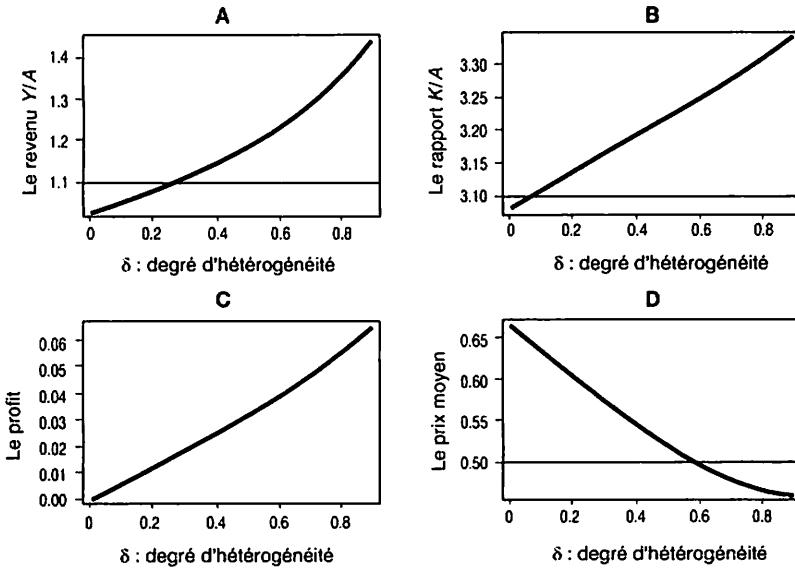 A
Le revenu Y/A
1.4
1.3
1.2
1.1
0 0.2 0.4 0.6 0.8
δ : degré d'hétérogénéité
B
Le rapport K/A
3.30
3.20
3.15
3.10
0 0.2 0.4 0.6 0.8
δ : degré d'hétérogénéité
C
Le profit
0.06
0.05
0.04
0.03
0.02
0.01
0.00
0 0.2 0.4 0.6 0.8
δ : degré d'hétérogénéité
D
Le prix moyen
0.65
0.60
0.55
0.50
0 0.2 0.4 0.6 0.8
δ : degré d'hétérogénéité